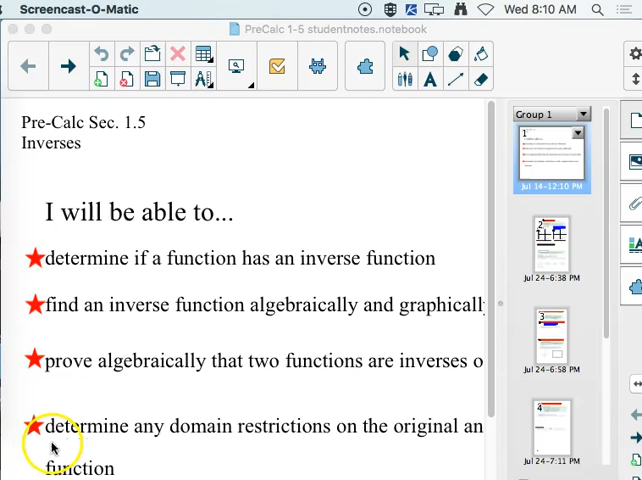 Screencast-O-Matic
Wed 8:10 AM
PreCalc 1-5 studentnotes.notebook
Pre-Calc Sec. 1.5
Inverses
I will be able to...
determine if a function has an inverse function
find an inverse function algebraically and graphically
prove algebraically that two functions are inverses o
determine any domain restrictions on the original an
function
Group 1
1
Jul 14-12:10 PM
2
Jul 24-6:38 PM
3
Jul 24-6:58 PM
4
Jul 24-7:11 PM